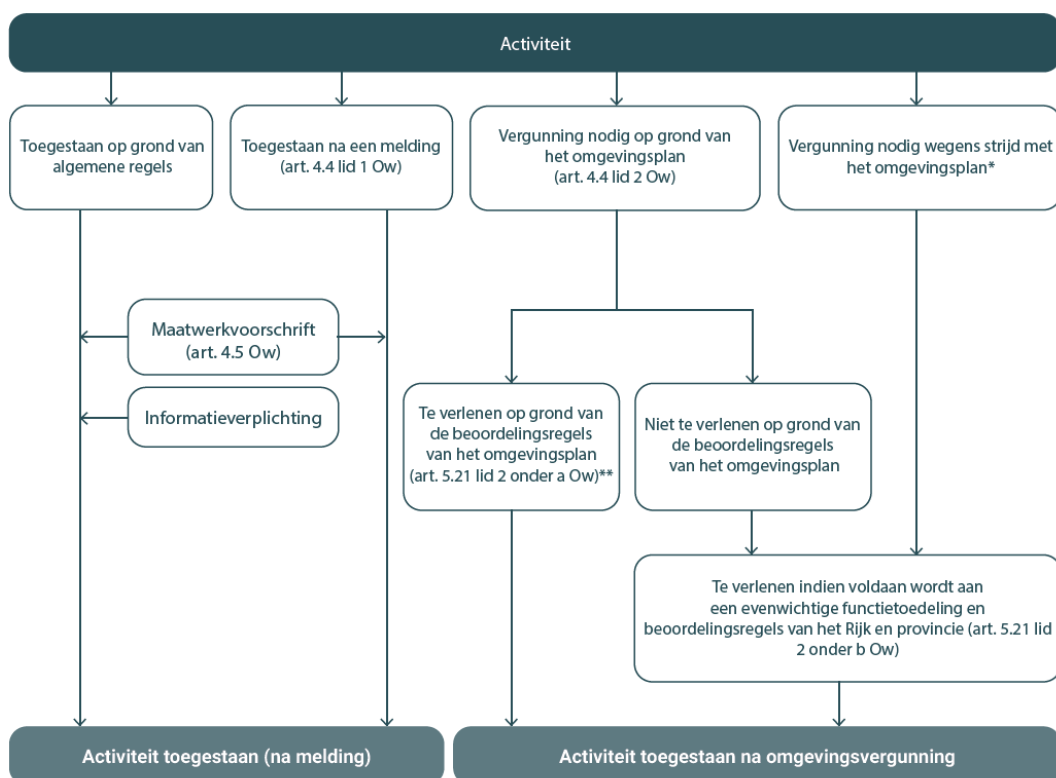 Activiteit
Toegestaan op grond van
algemene regels
Toegestaan na een melding
(art. 4.4 lid 1 Ow)
Vergunning nodig op grond van
het omgevingsplan
(art. 4.4 lid 2 Ow)
Vergunning nodig wegens strijd met
het omgevingsplan*
Maatwerkvoorschrift
(art. 4.5 Ow)
Informatieverplichting
Te verlenen op grond van
de beoordelingsregels
van het omgevingsplan
(art. 5.21 lid 2 onder a Ow)**
Niet te verlenen op grond van
de beoordelingsregels
van het omgevingsplan
Te verlenen indien voldaan wordt aan
een evenwichtige functietoedeling en
beoordelingsregels van het Rijk en provincie (art. 5.21 lid
2 onder b Ow)
Activiteit toegestaan (na melding)
Activiteit toegestaan na omgevingsvergunning